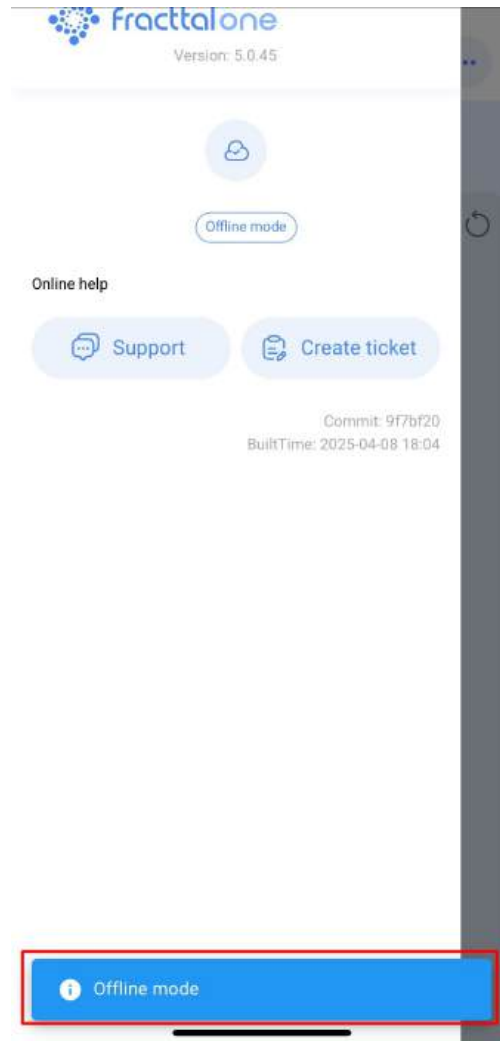 fracttalone
Version: 5.0.45
Offline mode
Online help
Support
Create ticket
Commit: 9f7bf20
BuiltTime: 2025-04-08 18:04
Offline mode